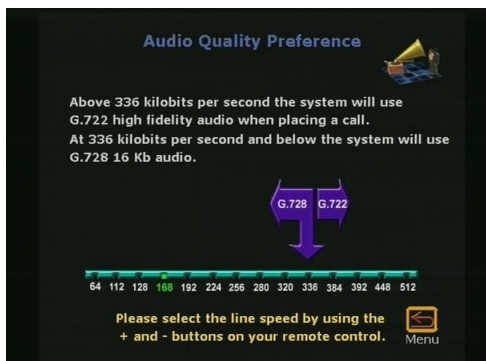 Audio Quality Preference
Above 336 kilobits per second the system will use
G.722 high fidelity audio when placing a call.
At 336 kilobits per second and below the system will use
G.728 16 Kb audio.
G.728 G.722
64 112 128 168 192 224 256 280 320 336 384 392 448 512
Please select the line speed by using the
+ and - buttons on your remote control.
Menu